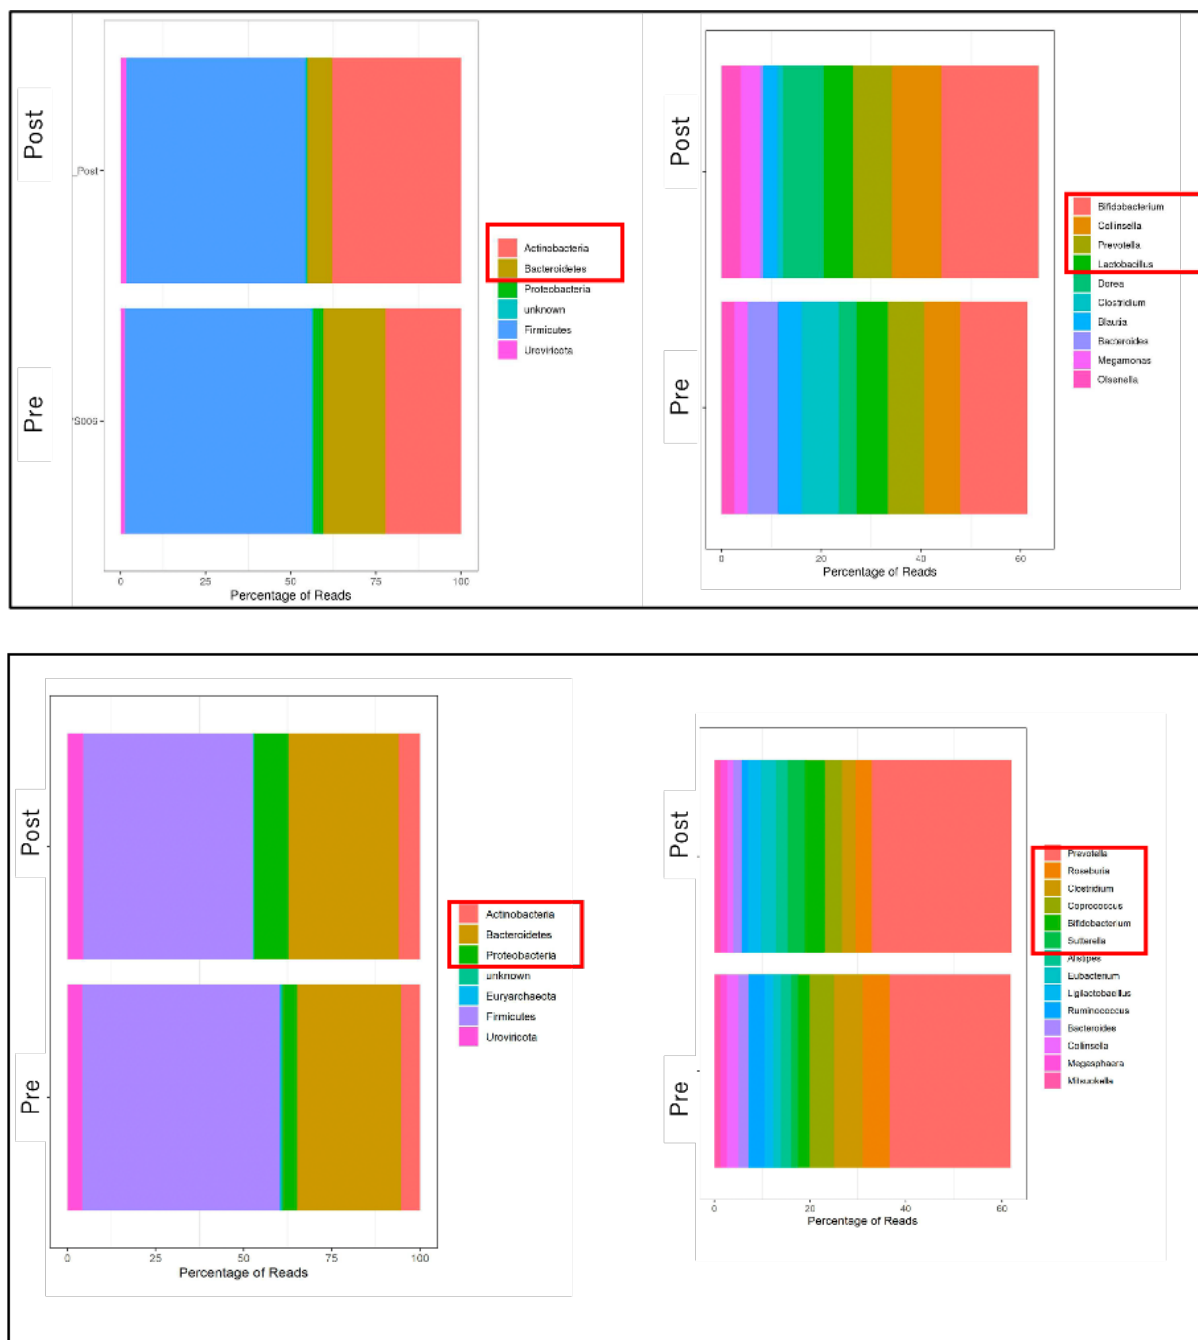 Post
_Post
Pre
'S006
0
25
50
75
100
Percentage of Reads
Actinobacteria
Bacteroidetes
Proteobacteria
unknown
Firmicutes
Uroviricota
Post
Pre
0
20
40
60
Percentage of Reads
Bifidobacterium
Collinsella
Prevotella
Lactobacillus
Dorea
Clostridium
Blautia
Bacteroides
Megamonas
Olsenella
Post
Pre
0
25
50
75
100
Percentage of Reads
Actinobacteria
Bacteroidetes
Proteobacteria
unknown
Euryarchaeota
Firmicutes
Uroviricota
Post
Pre
0
20
40
60
Percentage of Reads
Prevotella
Roseburia
Clostridium
Coprococcus
Bifidobacterium
Sutterella
Alistipes
Eubacterium
Ligilactobacillus
Ruminococcus
Bacteroides
Collinsella
Megasphaera
Mitsuokella